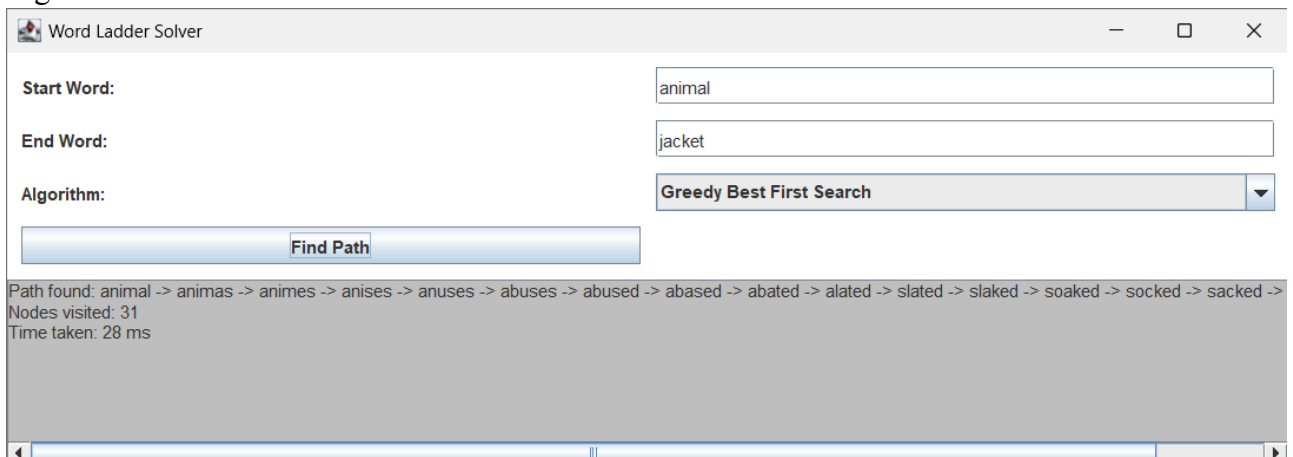 Word Ladder Solver
Start Word: animal
End Word: jacket
Algorithm: Greedy Best First Search
Find Path
Path found: animal -> animas -> animes -> anises -> anuses -> abuses -> abused -> abased -> abated -> alated -> slated -> slaked -> soaked -> socked -> sacked ->
Nodes visited: 31
Time taken: 28 ms